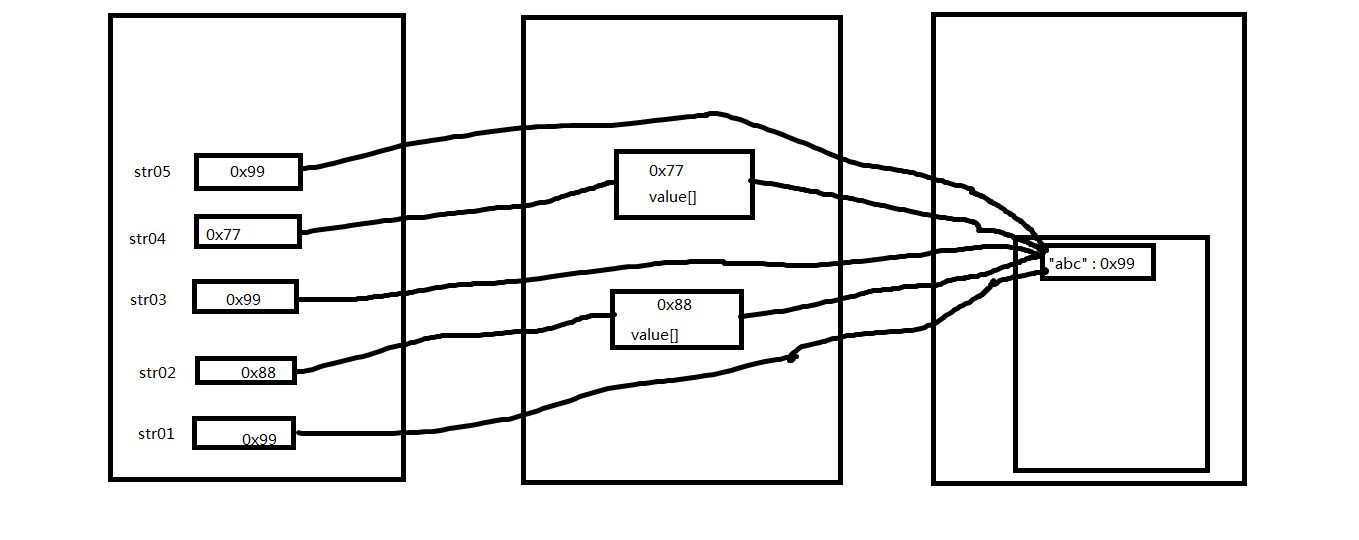 str05
0x99
str04
0x77
str03
0x99
str02
0x88
str01
0x99
0x77
value[]
0x88
value[]
"abc" : 0x99